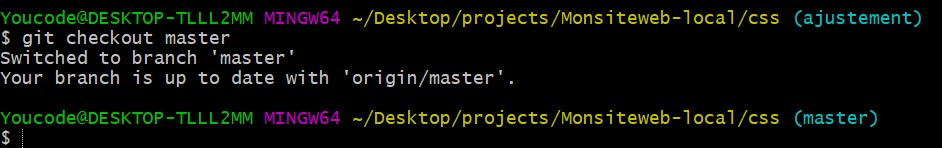 Youcode@DESKTOP-TLLL2MM MINGW64 ~/Desktop/projects/Monsiteweb-local/css (ajustement)
$ git checkout master
Switched to branch 'master'
Your branch is up to date with 'origin/master'.
Youcode@DESKTOP-TLLL2MM MINGW64 ~/Desktop/projects/Monsiteweb-local/css (master)
$